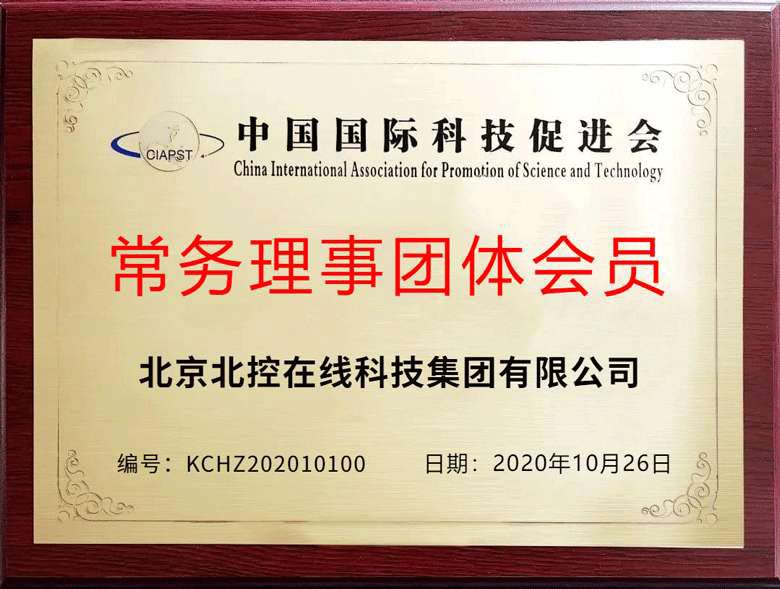 CIAPST
中国国际科技促进会
China International Association for Promotion of Science and Technology
常务理事团体会员
北京北控在线科技集团有限公司
编号：KCHZ202010100 日期：2020年10月26日